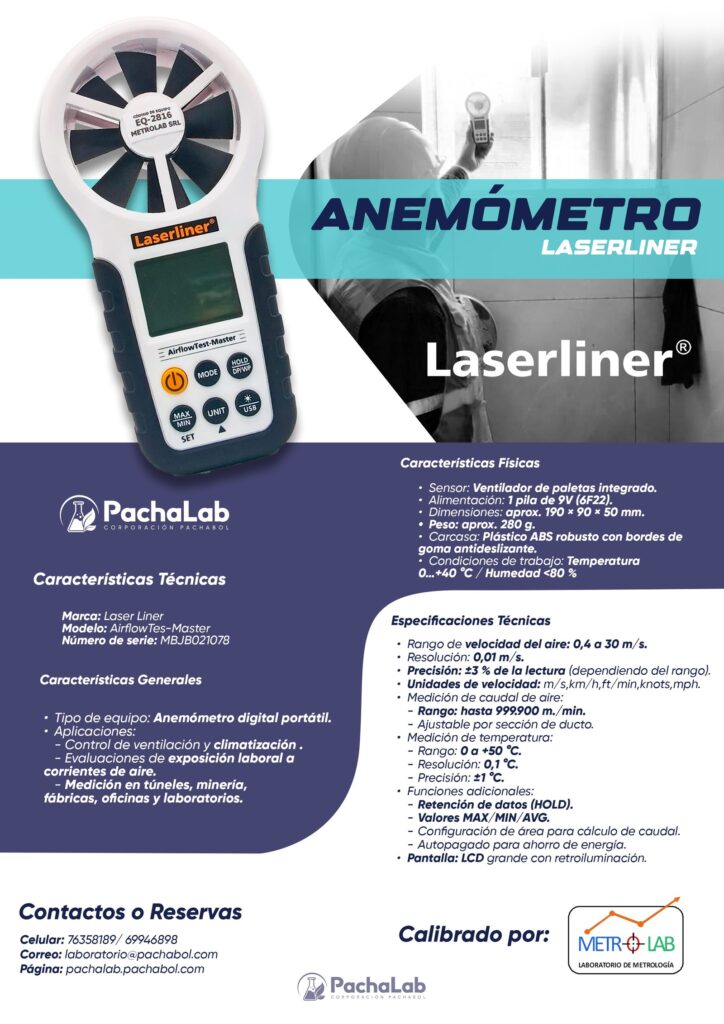 CÓDIGO DE EQUIPO
EQ-2816
METROLAB SRL
Laserliner®
AirflowTest-Master
MODE
HOLD
DP/WP
MAX
MIN
UNIT
USB
SET
ANEMÓMETRO
LASERLINER
Laserliner®
PachaLab
CORPORACIÓN PACHABOL
Características Técnicas
Marca: Laser Liner
Modelo: AirflowTes-Master
Número de serie: MBJB021078
Características Generales
• Tipo de equipo: Anemómetro digital portátil.
• Aplicaciones:
- Control de ventilación y climatización .
- Evaluaciones de exposición laboral a
corrientes de aire.
- Medición en túneles, minería,
fábricas, oficinas y laboratorios.
Características Físicas
• Sensor: Ventilador de paletas integrado.
• Alimentación: 1 pila de 9V (6F22).
• Dimensiones: aprox. 190 × 90 × 50 mm.
• Peso: aprox. 280 g.
• Carcasa: Plástico ABS robusto con bordes de
goma antideslizante.
• Condiciones de trabajo: Temperatura
0…+40 °C / Humedad <80 %
Especificaciones Técnicas
• Rango de velocidad del aire: 0,4 a 30 m/s.
• Resolución: 0,01 m/s.
• Precisión: ±3 % de la lectura (dependiendo del rango).
• Unidades de velocidad: m/s,km/h,ft/min,knots,mph.
• Medición de caudal de aire:
- Rango: hasta 999.900 m./min.
- Ajustable por sección de ducto.
• Medición de temperatura:
- Rango: 0 a +50 °C.
- Resolución: 0,1 °C.
- Precisión: ±1 °C.
• Funciones adicionales:
- Retención de datos (HOLD).
- Valores MAX/MIN/AVG.
- Configuración de área para cálculo de caudal.
- Autopagado para ahorro de energía.
• Pantalla: LCD grande con retroiluminación.
Contactos o Reservas
Celular: 76358189/ 69946898
Correo: laboratorio@pachabol.com
Página: pachalab.pachabol.com
Calibrado por:
METROLAB
LABORATORIO DE METROLOGÍA
PachaLab
CORPORACIÓN PACHABOL